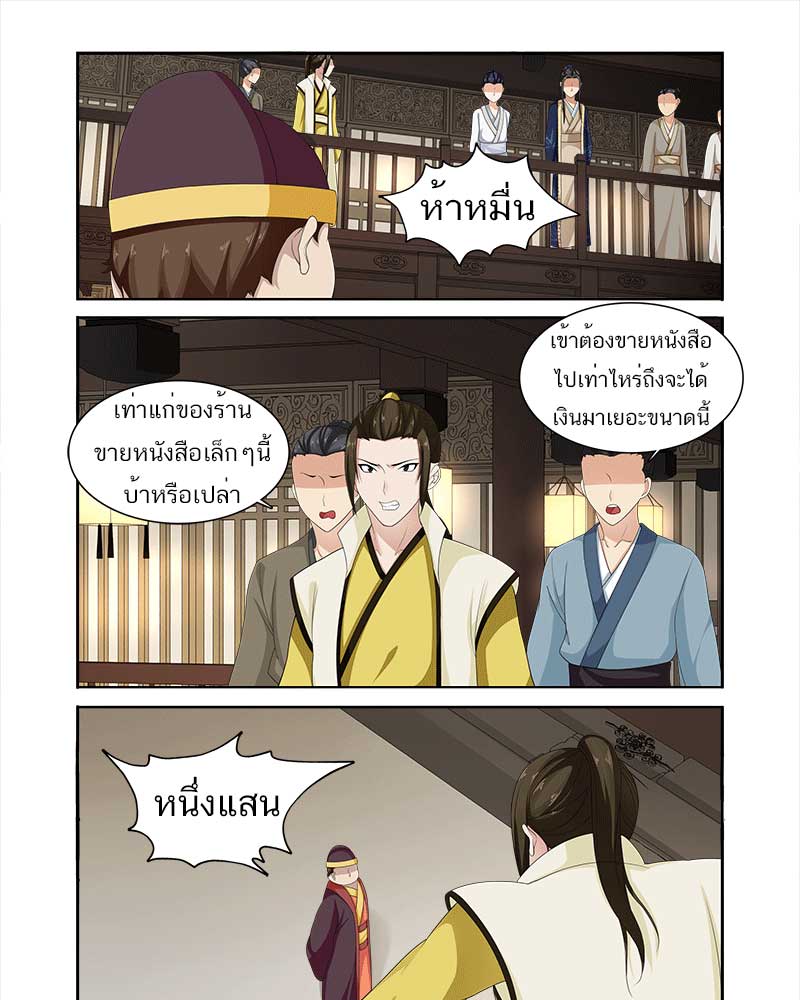 ห้าหมื่น
เท่าแก่ของร้าน
ขายหนังสือเล็กๆนี้
บ้าหรือเปล่า
เข้าต้องขายหนังสือ
ไปเท่าไหร่ถึงจะได้
เงินมาเยอะขนาดนี้
หนึ่งแสน